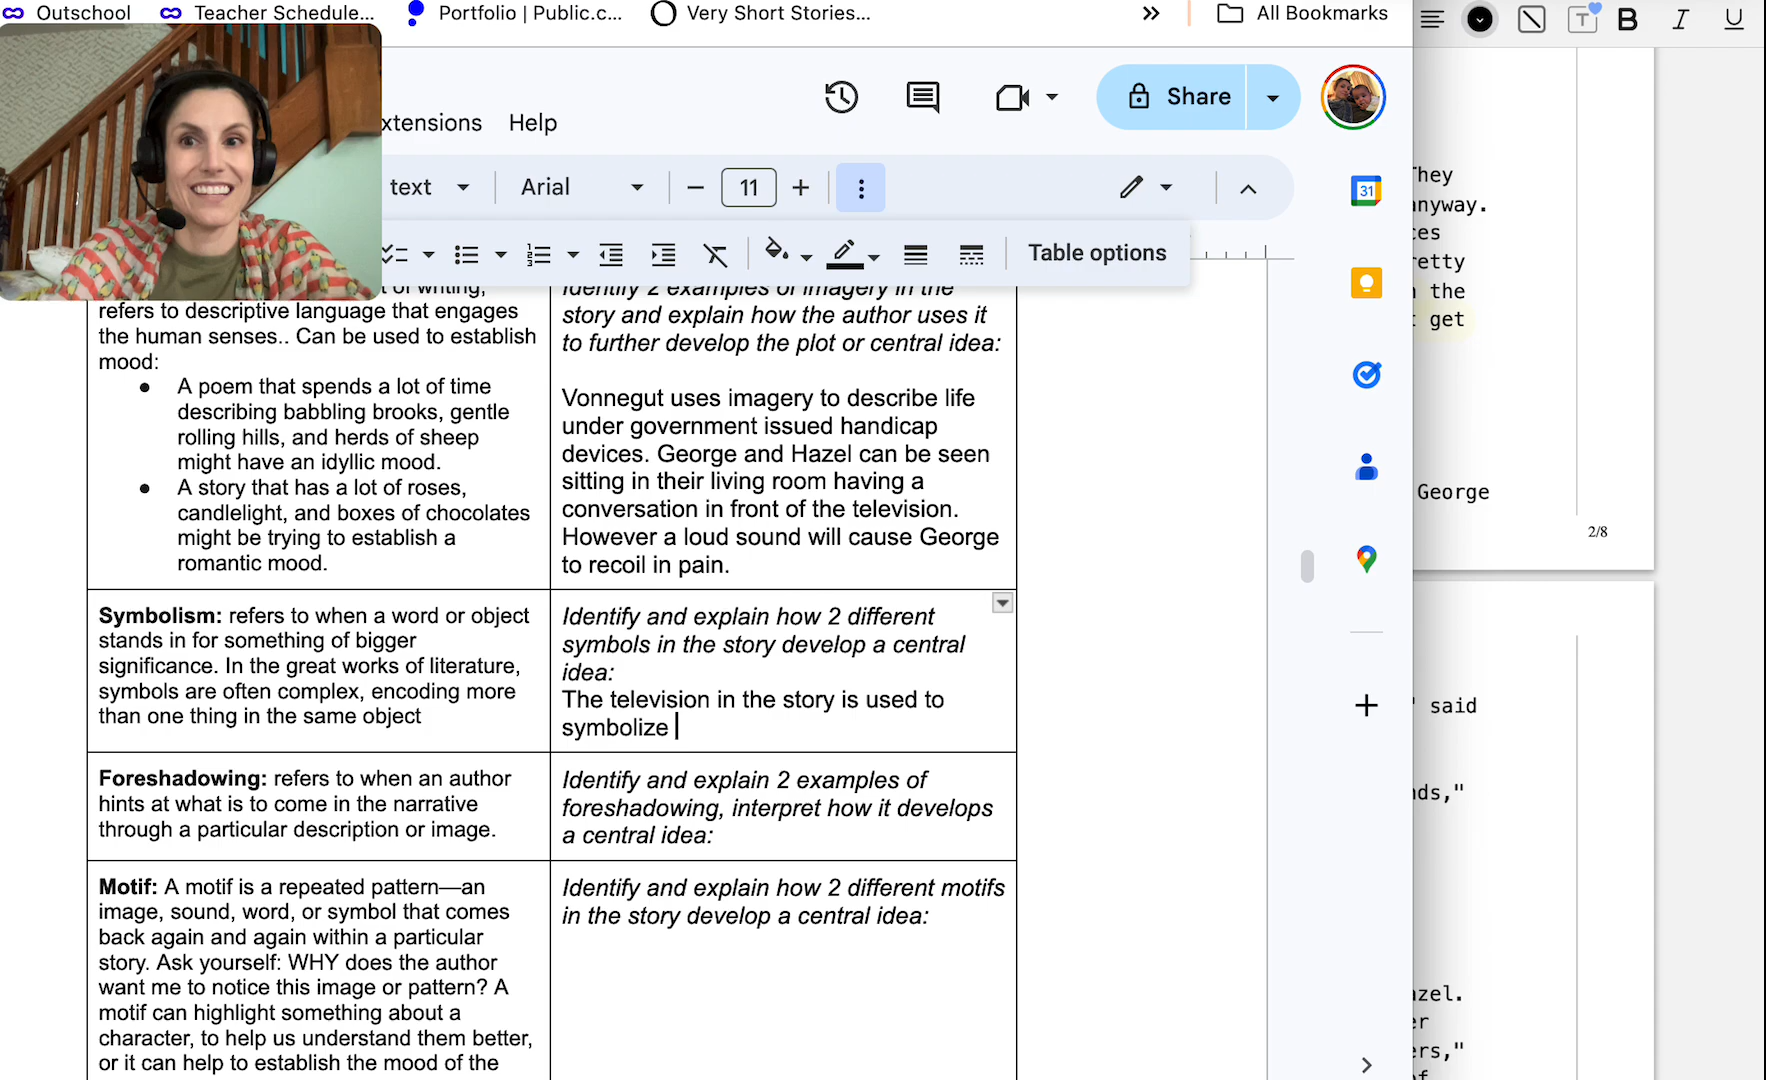 Outschool
Teacher Schedule...
Portfolio | Public.c...
Very Short Stories...
»
All Bookmarks
xtensions
Help
Share
text
Arial
11
Table options
31
refers to descriptive language that engages
the human senses.. Can be used to establish
mood:
● A poem that spends a lot of time
describing babbling brooks, gentle
rolling hills, and herds of sheep
might have an idyllic mood.
● A story that has a lot of roses,
candlelight, and boxes of chocolates
might be trying to establish a
romantic mood.
Identify 2 examples of imagery in the
story and explain how the author uses it
to further develop the plot or central idea:
Vonnegut uses imagery to describe life
under government issued handicap
devices. George and Hazel can be seen
sitting in their living room having a
conversation in front of the television.
However a loud sound will cause George
to recoil in pain.
Symbolism: refers to when a word or object
stands in for something of bigger
significance. In the great works of literature,
symbols are often complex, encoding more
than one thing in the same object
Identify and explain how 2 different
symbols in the story develop a central
idea:
The television in the story is used to
symbolize
Foreshadowing: refers to when an author
hints at what is to come in the narrative
through a particular description or image.
Identify and explain 2 examples of
foreshadowing, interpret how it develops
a central idea:
Motif: A motif is a repeated pattern—an
image, sound, word, or symbol that comes
back again and again within a particular
story. Ask yourself: WHY does the author
want me to notice this image or pattern? A
motif can highlight something about a
character, to help us understand them better,
or it can help to establish the mood of the
Identify and explain how 2 different motifs
in the story develop a central idea:
T
B
I
U
the
get
George
2/8
said